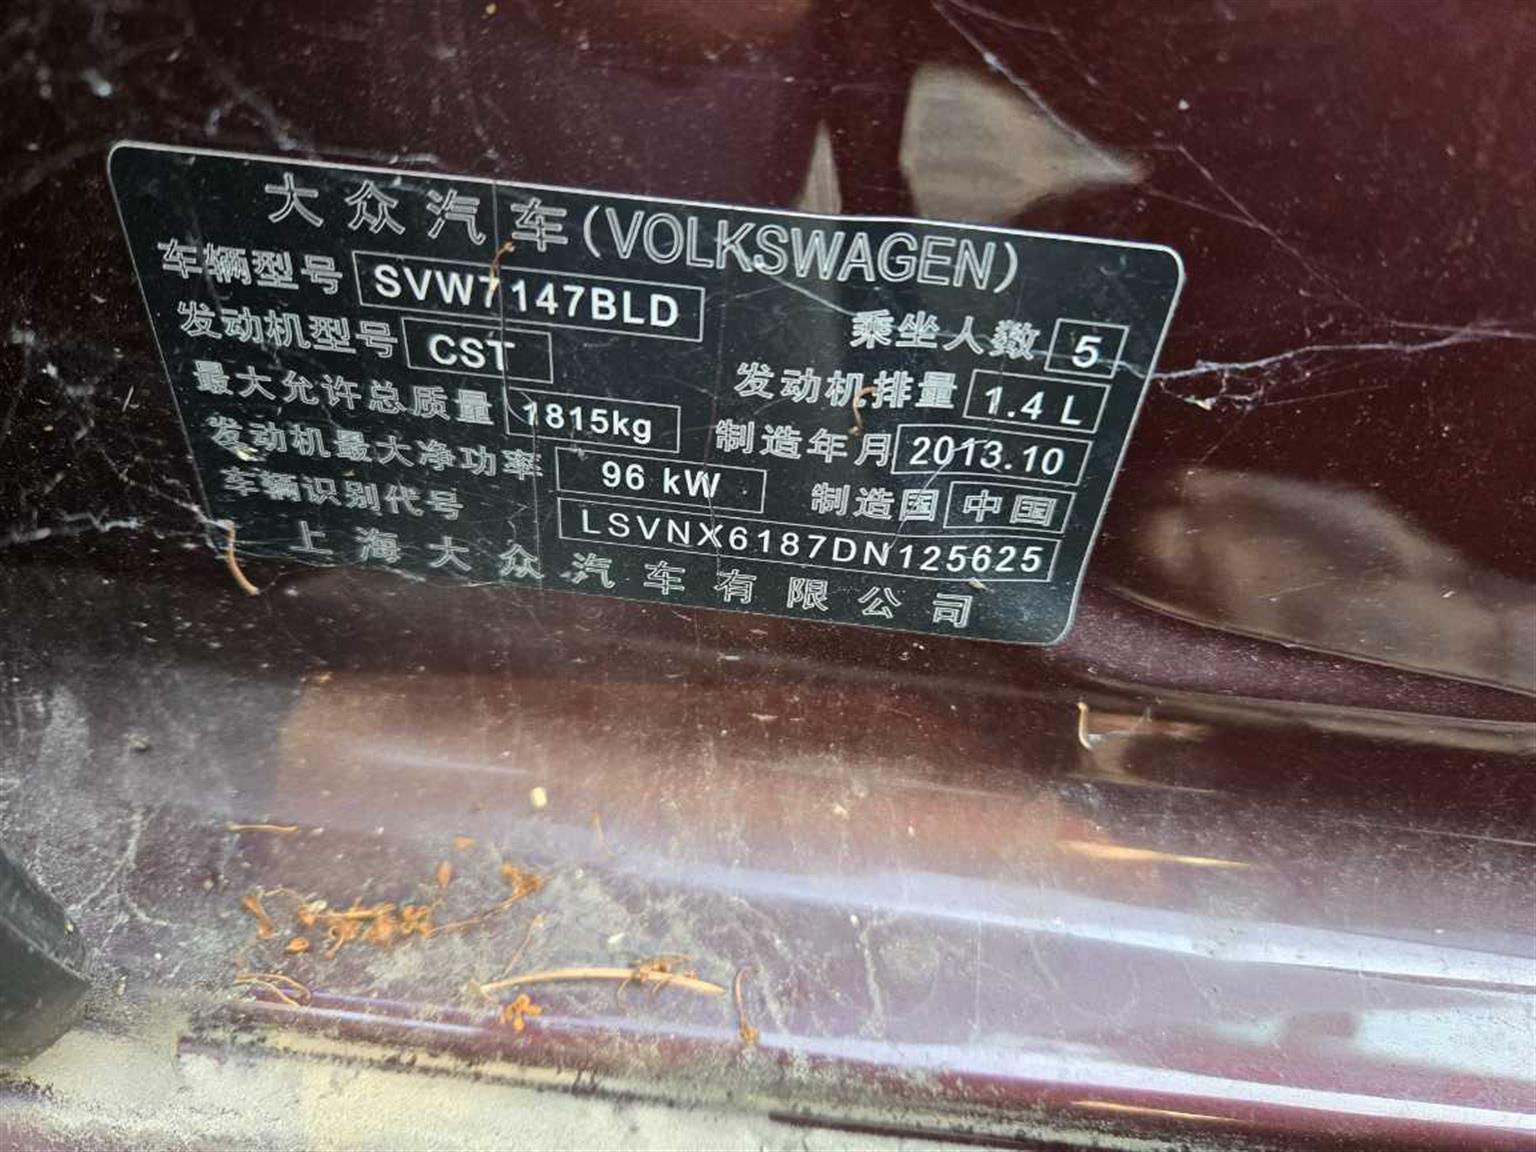 大众汽车(VOLKSWAGEN)
车辆型号 SVW7147BLD 乘坐人数 5
发动机型号 CST 发动机排量 1.4 L
最大允许总质量 1815kg 制造年月 2013.10
发动机最大净功率 96 kW 制造国 中国
车辆识别代号 LSVNX6187DN125625
上海大众汽车有限公司